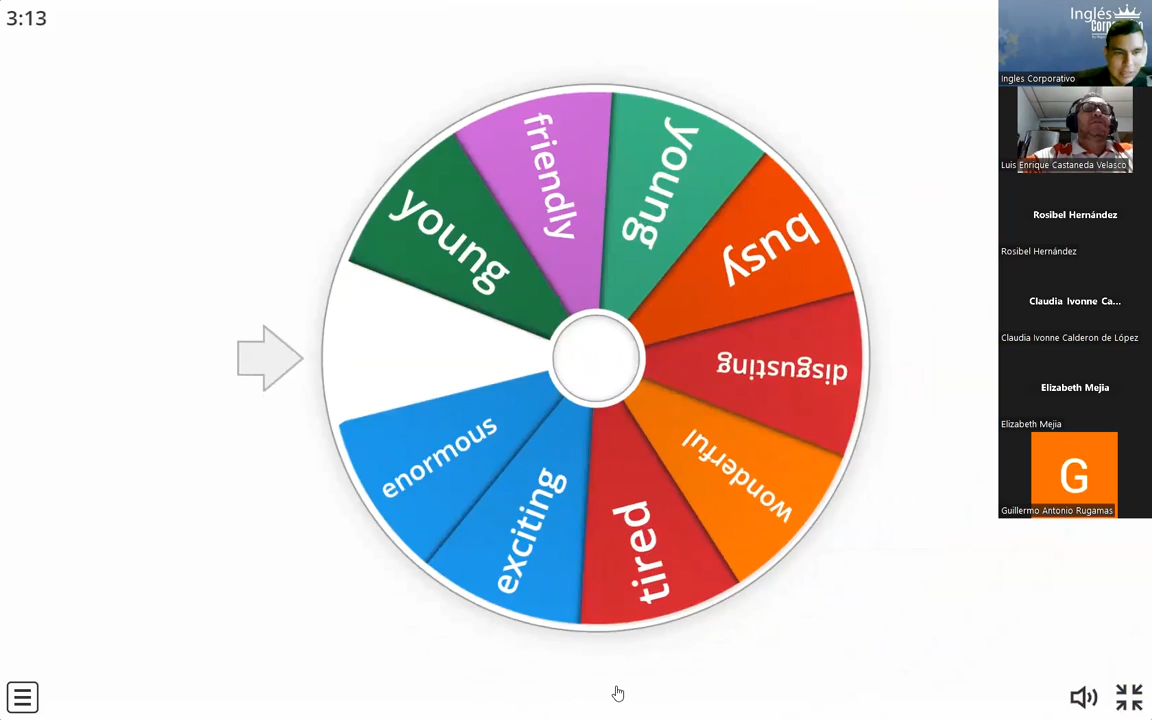 3:13
friendly
young
young
busy
disgusting
wonderful
tired
exciting
enormous
Inglés
Ingles Corporativo
Luis Enrique Castaneda Velasco
Rosibel Hernández
Rosibel Hernández
Claudia Ivonne Ca...
Claudia Ivonne Calderon de López
Elizabeth Mejia
Elizabeth Mejia
G
Guillermo Antonio Rugamas